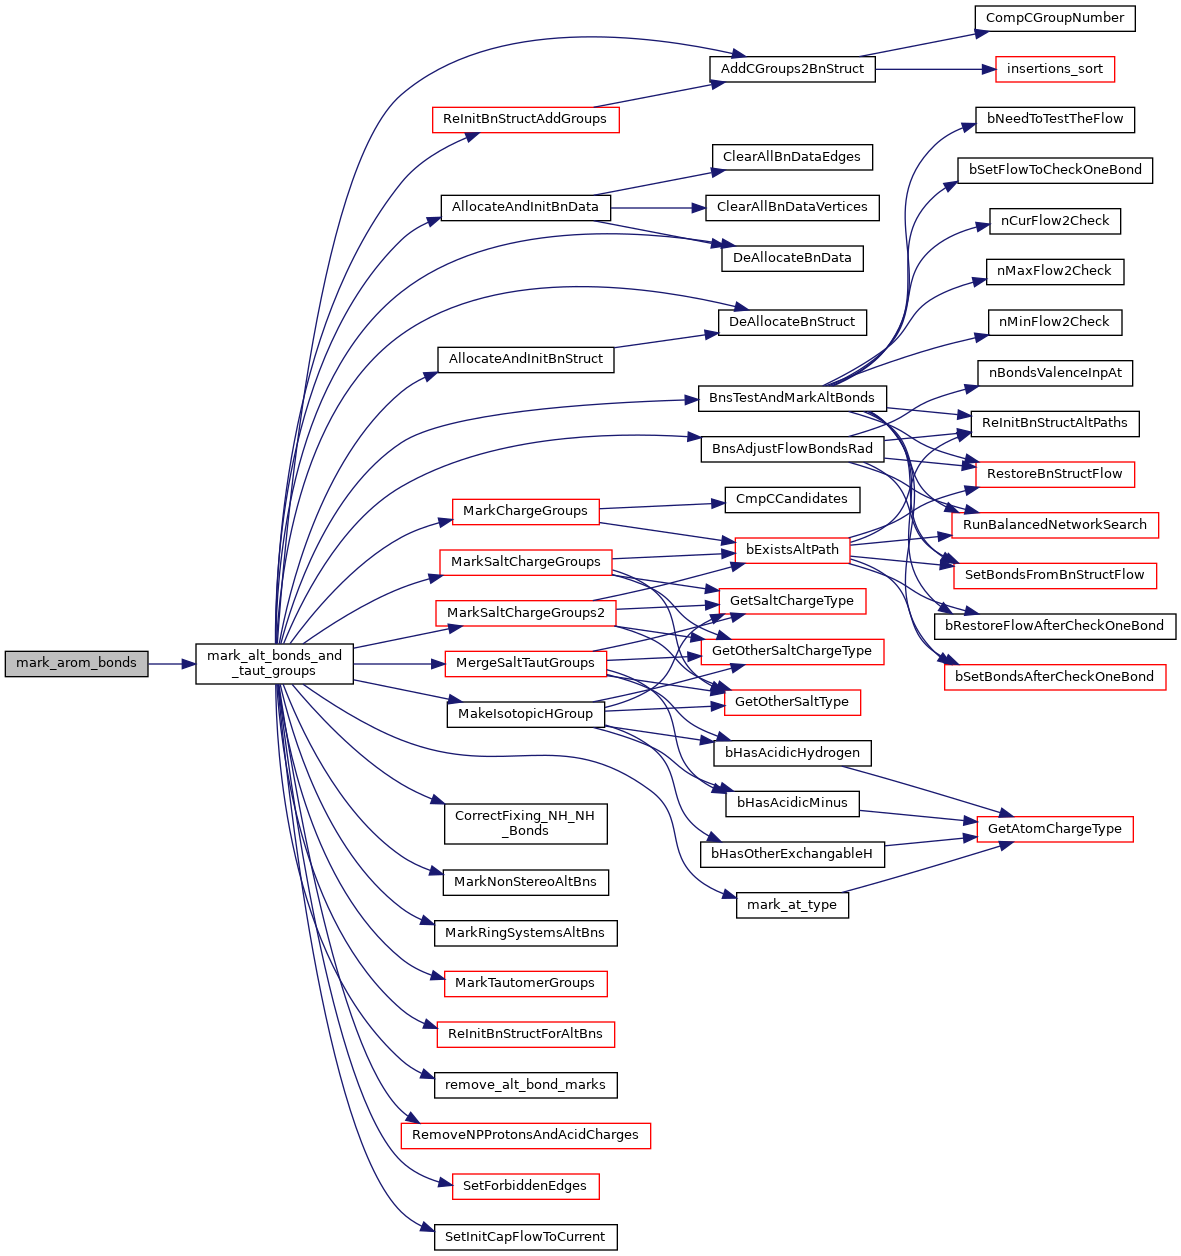 mark_arom_bonds
mark_alt_bonds_and
_taut_groups
ReInitBnStructAddGroups
AllocateAndInitBnData
AllocateAndInitBnStruct
MarkChargeGroups
MarkSaltChargeGroups
MarkSaltChargeGroups2
MergeSaltTautGroups
MakeIsotopicHGroup
CorrectFixing_NH_NH
_Bonds
MarkNonStereoAltBns
MarkRingSystemsAltBns
MarkTautomerGroups
ReInitBnStructForAltBns
remove_alt_bond_marks
RemoveNPProtonsAndAcidCharges
SetForbiddenEdges
SetInitCapFlowToCurrent
AddCGroups2BnStruct
ClearAllBnDataEdges
ClearAllBnDataVertices
DeAllocateBnData
DeAllocateBnStruct
BnsTestAndMarkAltBonds
BnsAdjustFlowBondsRad
CmpCCandidates
bExistsAltPath
GetSaltChargeType
GetOtherSaltChargeType
GetOtherSaltType
bHasAcidicHydrogen
bHasAcidicMinus
bHasOtherExchangableH
mark_at_type
CompCGroupNumber
insertions_sort
bNeedToTestTheFlow
bSetFlowToCheckOneBond
nCurFlow2Check
nMaxFlow2Check
nMinFlow2Check
nBondsValenceInpAt
ReInitBnStructAltPaths
RestoreBnStructFlow
RunBalancedNetworkSearch
SetBondsFromBnStructFlow
bRestoreFlowAfterCheckOneBond
bSetBondsAfterCheckOneBond
GetAtomChargeType